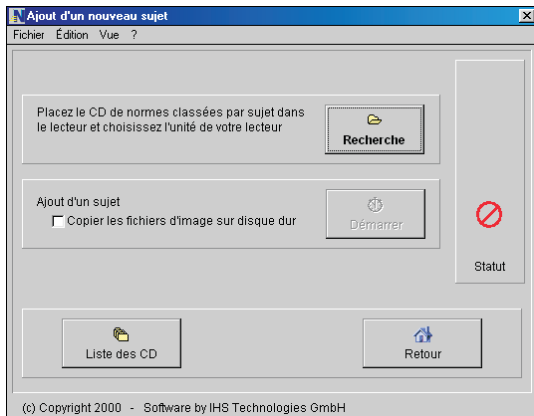 Ajout d'un nouveau sujet
Fichier Édition Vue ?
Placez le CD de normes classées par sujet dans
le lecteur et choisissez l'unité de votre lecteur
Recherche
Ajout d'un sujet
Copier les fichiers d'image sur disque dur
Démarrer
Statut
Liste des CD
Retour
(c) Copyright 2000 - Software by IHS Technologies GmbH